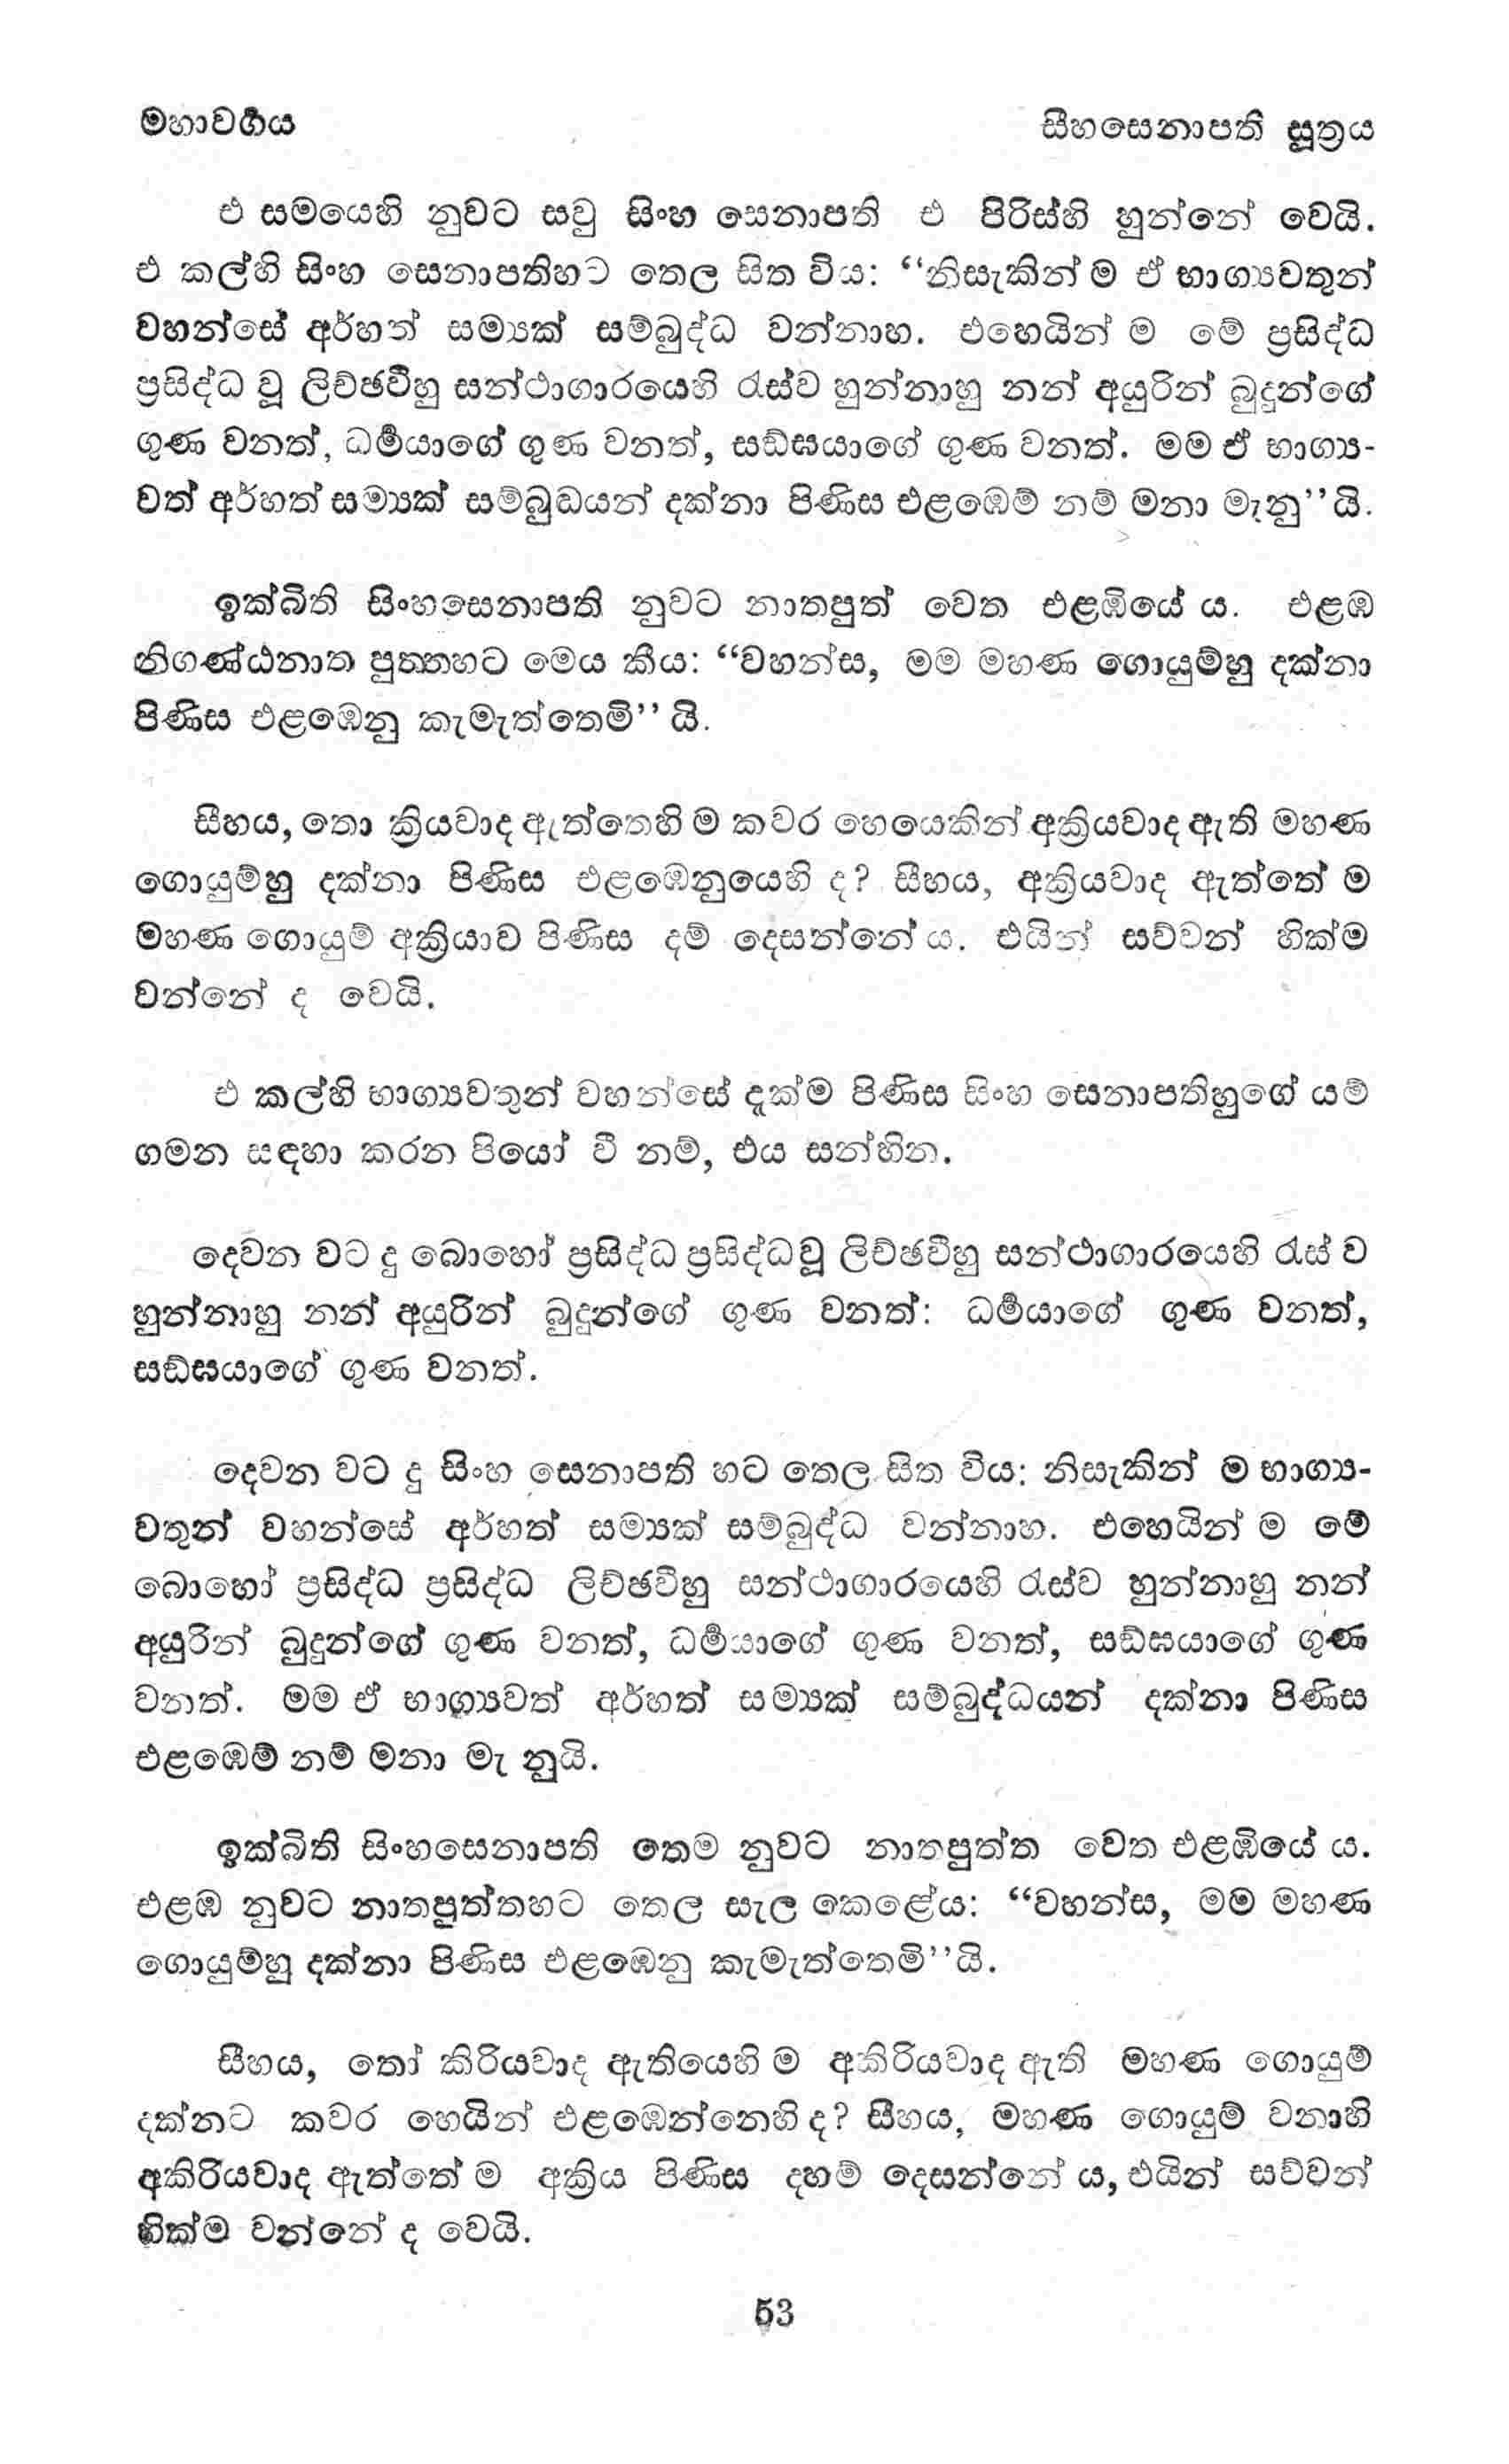 මහාවර්‍ගය
සීහසෙනාපති සූත්‍රය
එ සමයෙහි නුවට සවු සිංහ සෙනාපති එ පිරිස්හි හුන්නේ වෙයි.
එ කල්හි සිංහ සෙනාපතිහට තෙල සිත විය: “නිසැකින් ම ඒ භාග්‍යවතුන්
වහන්සේ අර්හත් සම්‍යක් සම්බුද්ධ වන්නාහ. එහෙයින් ම මේ ප්‍රසිද්ධ
ප්‍රසිද්ධ වූ ලිච්ඡවීහු සන්ථාගාරයෙහි රැස්ව හුන්නාහු නන් අයුරින් බුදුන්ගේ
ගුණ වනත්, ධර්‍මයාගේ ගුණ වනත්, සඞ්ඝයාගේ ගුණ වනත්. මම ඒ භාග්‍ය-
වත් අර්හත් සම්‍යක් සම්බුද්‍ධයන් දක්නා පිණිස එළඹෙම් නම් මනා මැනු’’යි.
ඉක්බිති සිංහසෙනාපති නුවට නාතපුත් වෙත එළඹියේ ය. එළඹ
නිගණ්ඨනාත පුත්තහට මෙය කීය: “වහන්ස, මම මහණ ගොයුම්හු දක්නා
පිණිස එළඹෙනු කැමැත්තෙමි’’ යි.
සීහය, තො ක්‍රියවාද ඇත්තෙහි ම කවර හෙයෙකින් අක්‍රියවාද ඇති මහණ
ගොයුම්හු දක්නා පිණිස එළඹෙනුයෙහි ද? සීහය, අක්‍රියවාද ඇත්තේ ම
මහණ ගොයුම් අක්‍රියාව පිණිස දම් දෙසන්නේ ය. එයින් සව්වන් හික්ම
වන්නේ ද වෙයි.
එ කල්හි භාග්‍යවතුන් වහන්සේ දැක්ම පිණිස සිංහ සෙනාපතිහුගේ යම්
ගමන සඳහා කරන පියෝ වී නම්, එය සන්හින.
දෙවන වට දු බොහෝ ප්‍රසිද්ධ ප්‍රසිද්ධවූ ලිච්ඡවීහු සන්ථාගාරයෙහි රැස් ව
හුන්නාහු නන් අයුරින් බුදුන්ගේ ගුණ වනත්: ධර්‍මයාගේ ගුණ වනත්,
සඞ්ඝයාගේ ගුණ වනත්.
දෙවන වට දු සිංහ සෙනාපති හට තෙල සිත විය: නිසැකින් ම භාග්‍ය-
වතුන් වහන්සේ අර්හත් සම්‍යක් සම්බුද්ධ වන්නාහ. එහෙයින් ම මේ
බොහෝ ප්‍රසිද්ධ ප්‍රසිද්ධ ලිච්ඡවිහු සන්ථාගාරයෙහි රැස්ව හුන්නාහු නන්
අයුරින් බුදුන්ගේ ගුණ වනත්, ධර්‍මයාගේ ගුණ වනත්, සඞ්ඝයාගේ ගුණ
වනත්. මම ඒ භාග්‍යවත් අර්හත් සම්‍යක් සම්බුද්ධයන් දක්නා පිණිස
එළඹෙම් නම් මනා මැ නුයි.
ඉක්බිති සිංහසෙනාපති තෙම නුවට නාතපුත්ත වෙත එළඹියේ ය.
එළඹ නුවට නාතපුත්තහට තෙල සැල කෙළේය: “වහන්ස, මම මහණ
ගොයුම්හු දක්නා පිණිස එළඹෙනු කැමැත්තෙමි’’යි.
සීහය, තෝ කිරියවාද ඇතියෙහි ම අකිරියවාද ඇති මහණ ගොයුම්
දක්නට කවර හෙයින් එළඹෙන්නෙහි ද? සීහය, මහණ ගොයුම් වනාහි
අකිරියවාද ඇත්තේ ම අක්‍රිය පිණිස දහම් දෙසන්නේ ය, එයින් සව්වන්
හික්ම වන්නේ ද වෙයි.
53